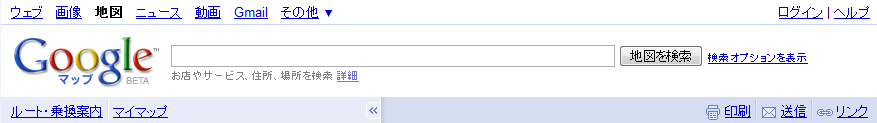 ウェブ 画像 地図 ニュース 動画 Gmail その他 ▼ ログイン | ヘルプ
Google™ マップ BETA
地図を検索 検索オプションを表示
お店やサービス、住所、場所を検索 詳細
ルート・乗換案内 マイマップ « 印刷 送信 リンク